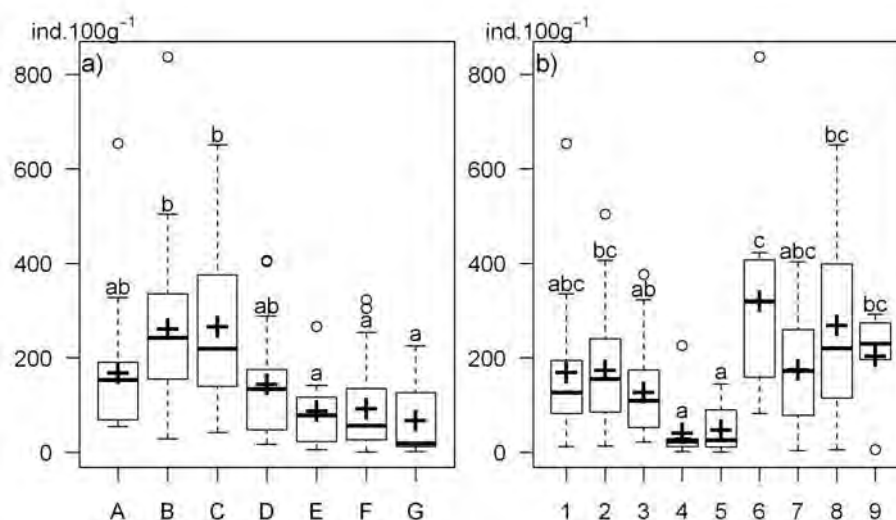 ind.100g⁻¹
a)
800
600
400
200
0
ab
b
b
ab
a
a
a
A B C D E F G
ind.100g⁻¹
b)
800
600
400
200
0
abc
bc
ab
a
a
c
abc
bc
bc
1 2 3 4 5 6 7 8 9